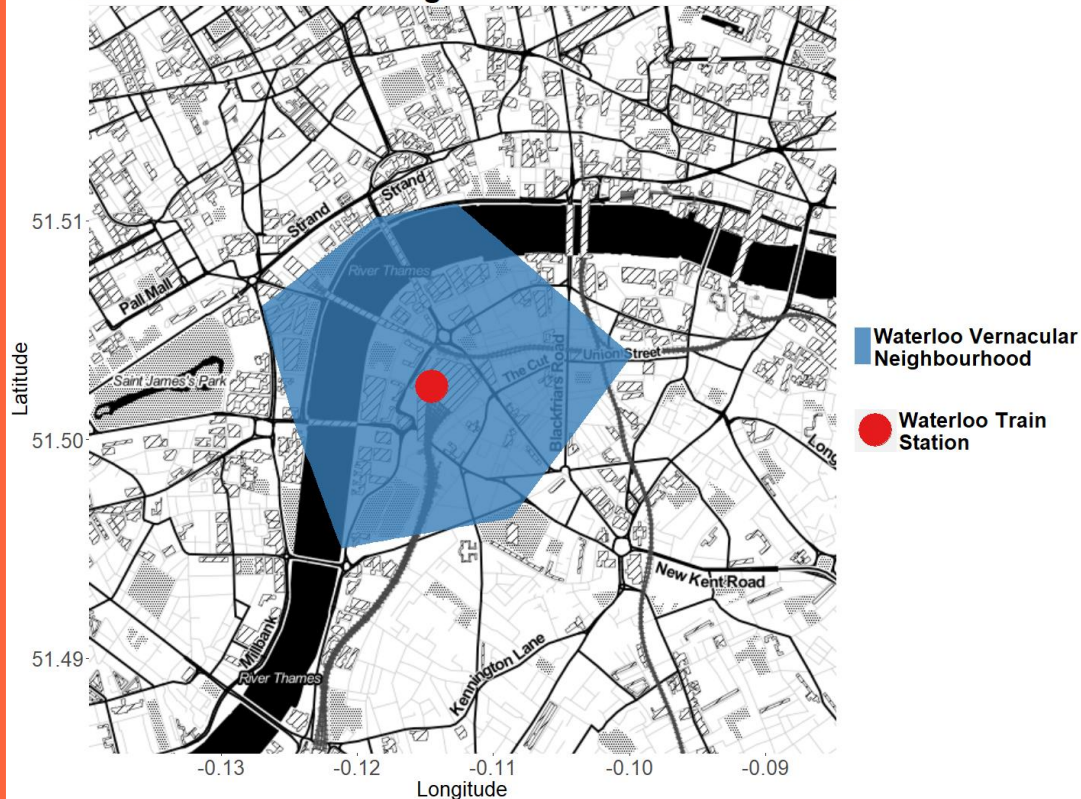 Strand
Strand
51.51
River Thames
Pall Mall
Waterloo Vernacular
Neighbourhood
Union Street
The Cut
Blackfriars Road
Latitude
Saint James's Park
Waterloo Train
Station
51.50
Long
New Kent Road
Millbank
Kennington Lane
51.49
River Thames
-0.13
-0.12
-0.11
-0.10
-0.09
Longitude